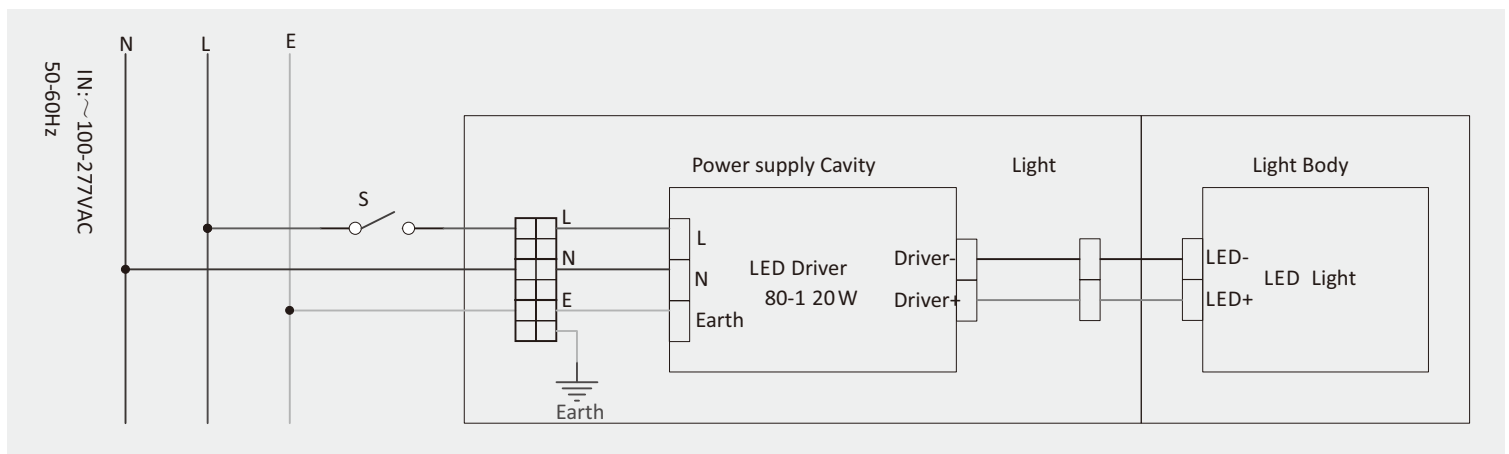 N
L
E
IN:～100-277VAC
50-60Hz
S
Power supply Cavity
Light
Light Body
L
N
E
L
N
Earth
LED Driver
80-1 20W
Driver-
Driver+
LED-
LED+
LED Light
Earth